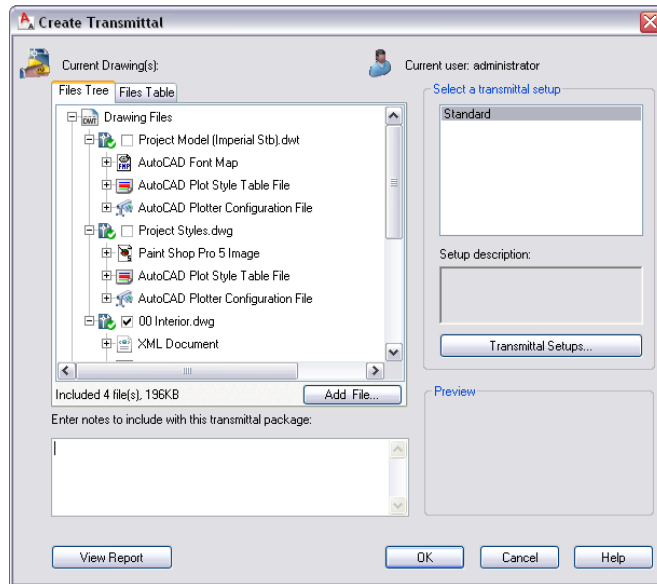 Create Transmittal
Current Drawing(s):
Current user: administrator
Files Tree
Files Table
DWT
Drawing Files
Project Model (Imperial Stb).dwt
FMP
AutoCAD Font Map
AutoCAD Plot Style Table File
AutoCAD Plotter Configuration File
Project Styles.dwg
Paint Shop Pro 5 Image
AutoCAD Plot Style Table File
AutoCAD Plotter Configuration File
00 Interior.dwg
XML Document
Included 4 file(s), 196KB
Add File...
Select a transmittal setup
Standard
Setup description:
Transmittal Setups...
Enter notes to include with this transmittal package:
Preview
View Report
OK
Cancel
Help